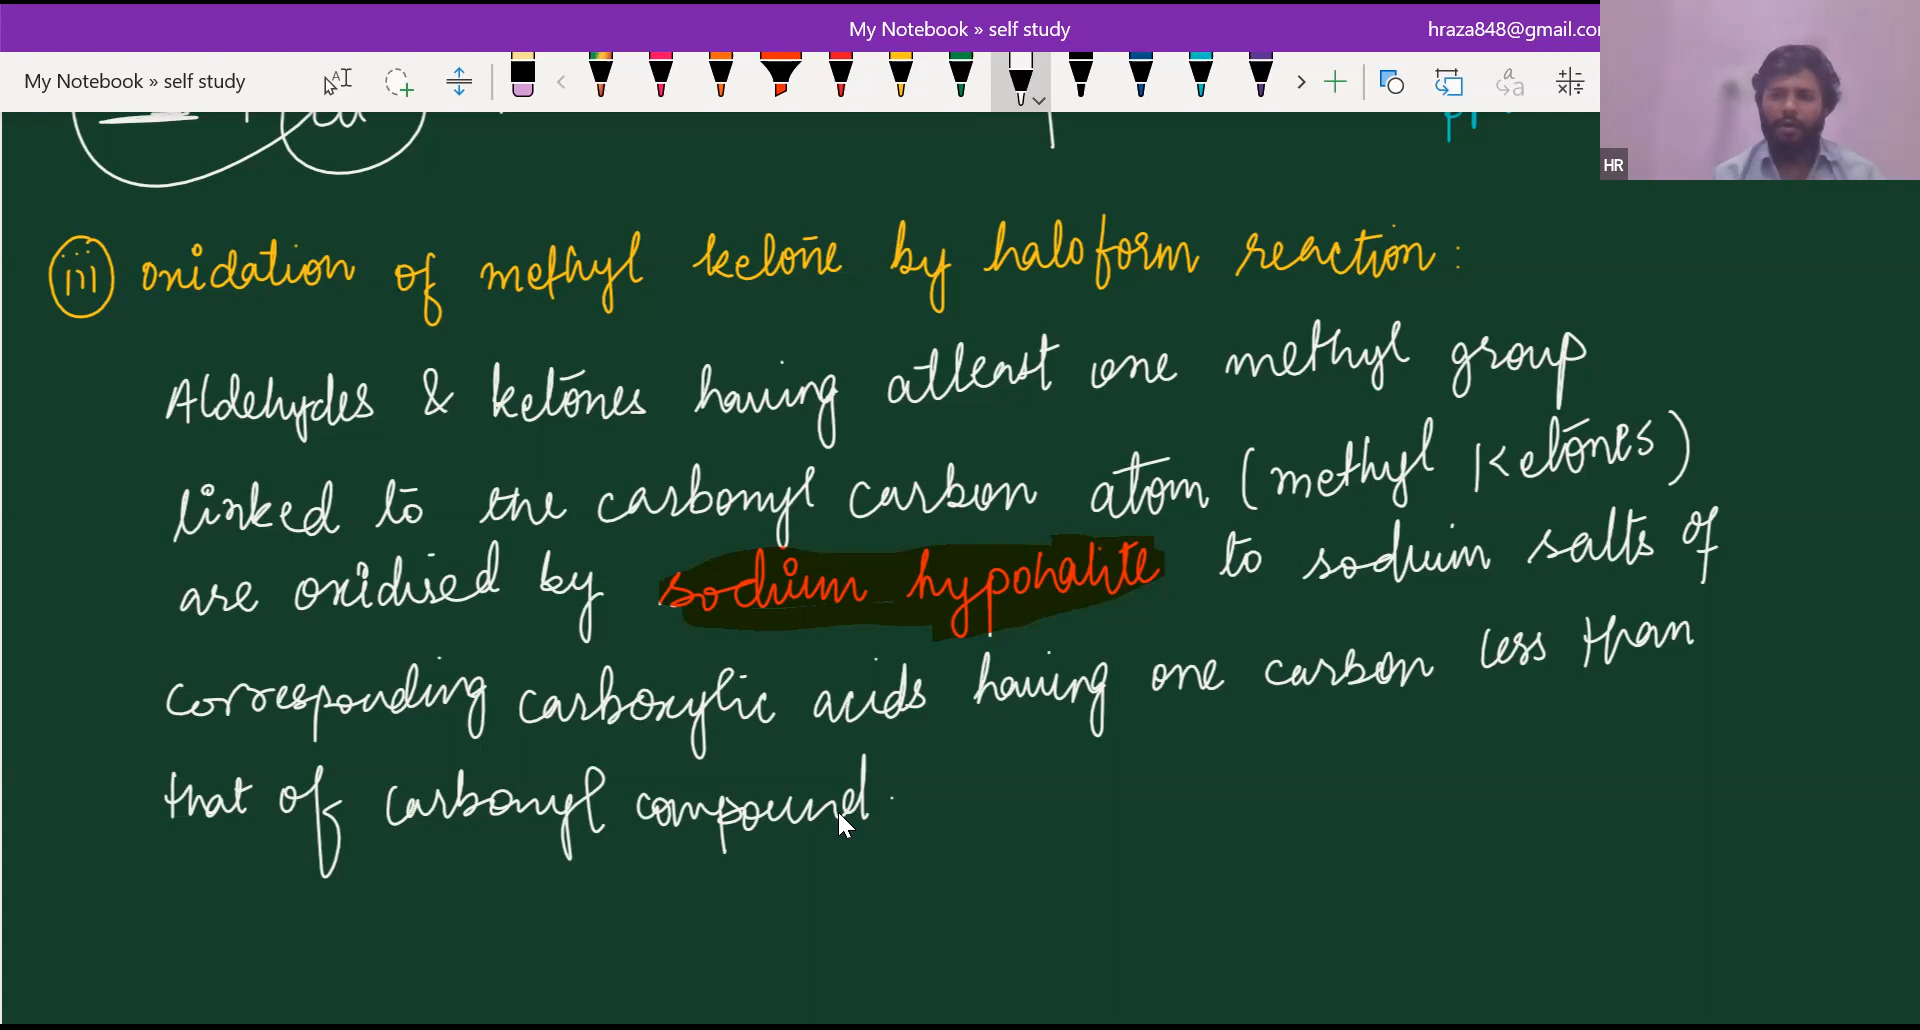 My Notebook » self study
hraza848@gmail.co
My Notebook » self study
HR
(iii) oxidation of methyl ketone by haloform reaction :
Aldehydes & ketones having atleast one methyl group
linked to the carbonyl carbon atom (methyl Ketones)
are oxidised by sodium hypohalite to sodium salts of
corresponding carboxylic acids having one carbon less than
that of carbonyl compound.